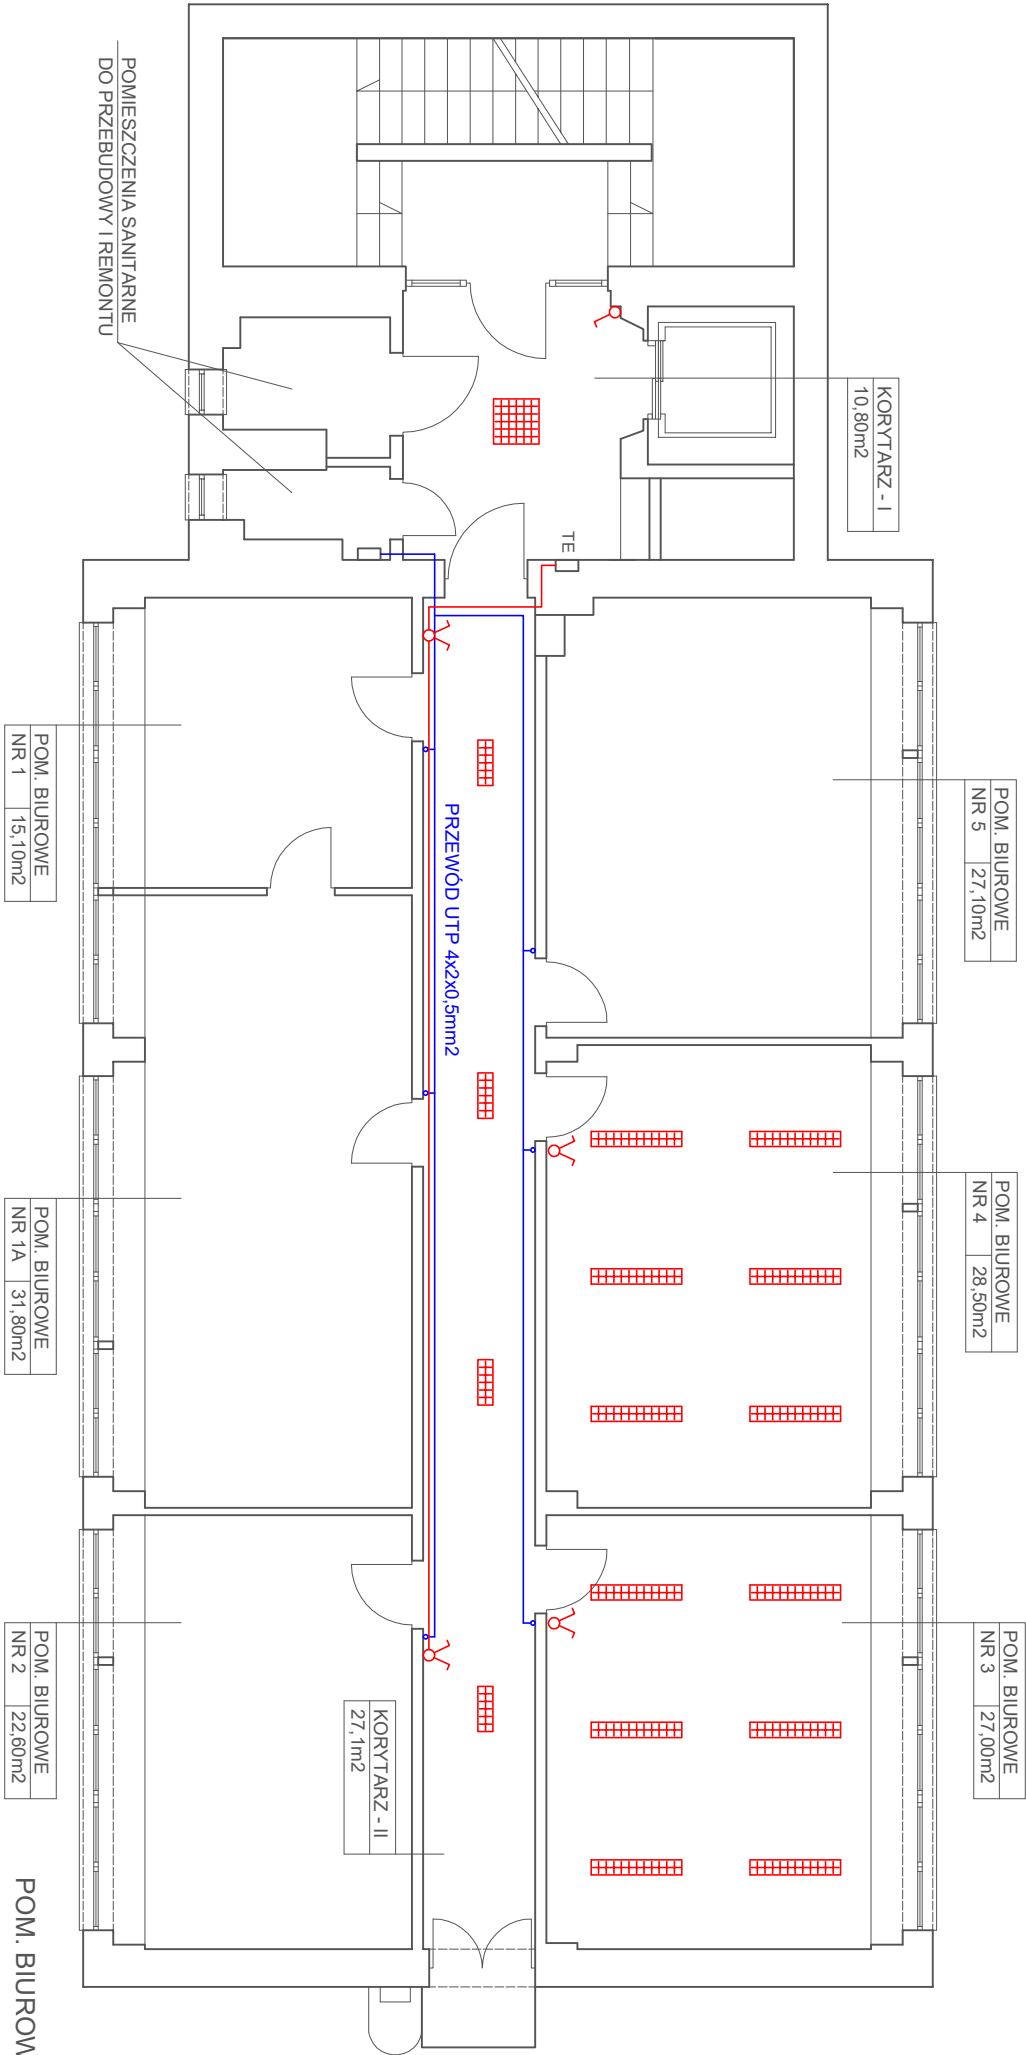 POMIESZCZENIA SANITARNE
DO PRZEBUDOWY I REMONTU
KORYTARZ - I
10,80m2
TE
POM. BIUROWE
NR 5 27,10m2
POM. BIUROWE
NR 1 15,10m2
PRZEWÓD UTP 4x2x0,5mm2
POM. BIUROWE
NR 4 28,50m2
POM. BIUROWE
NR 1A 31,80m2
POM. BIUROWE
NR 3 27,00m2
POM. BIUROWE
NR 2 22,60m2
KORYTARZ - II
27,1m2
POM. BIUROW